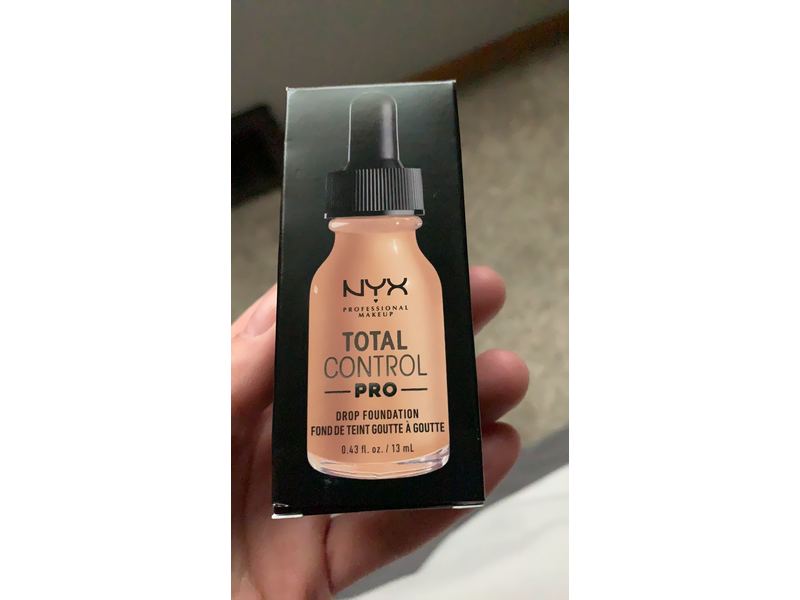 NYX
PROFESSIONAL
MAKEUP
TOTAL
CONTROL
PRO
DROP FOUNDATION
FOND DE TEINT GOUTTE À GOUTTE
0.43 fl. oz. / 13 mL